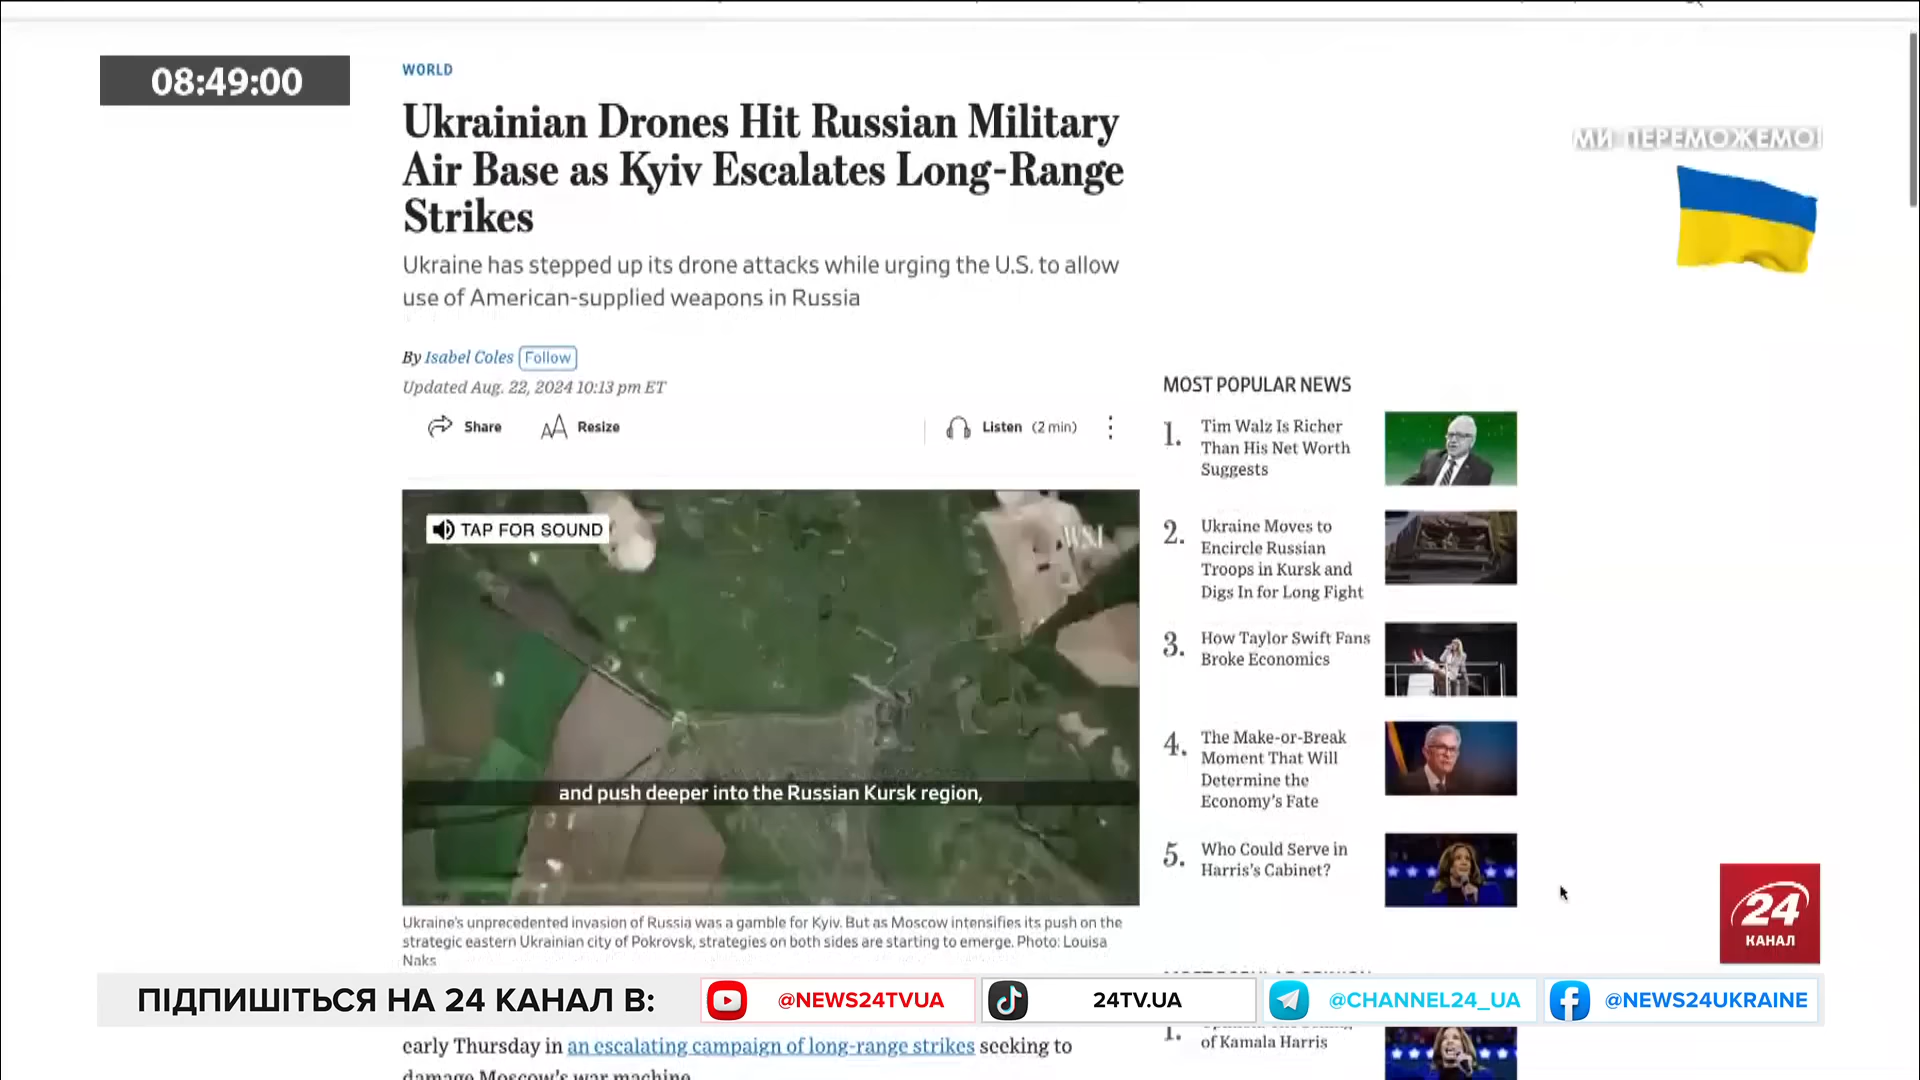 08:49:00
WORLD
Ukrainian Drones Hit Russian Military
Air Base as Kyiv Escalates Long-Range
Strikes
Ukraine has stepped up its drone attacks while urging the U.S. to allow
use of American-supplied weapons in Russia
By Isabel Coles Follow
Updated Aug. 22, 2024 10:13 pm ET
Share Resize Listen (2 min)
МИ ПЕРЕМОЖЕМО!
TAP FOR SOUND
WSJ
and push deeper into the Russian Kursk region,
Ukraine's unprecedented invasion of Russia was a gamble for Kyiv. But as Moscow intensifies its push on the
strategic eastern Ukrainian city of Pokrovsk, strategies on both sides are starting to emerge. Photo: Louisa
Naks
MOST POPULAR NEWS
1. Tim Walz Is Richer
Than His Net Worth
Suggests
2. Ukraine Moves to
Encircle Russian
Troops in Kursk and
Digs In for Long Fight
3. How Taylor Swift Fans
Broke Economics
4. The Make-or-Break
Moment That Will
Determine the
Economy's Fate
5. Who Could Serve in
Harris's Cabinet?
24
КАНАЛ
ПІДПИШІТЬСЯ НА 24 КАНАЛ В: @NEWS24TVUA 24TV.UA @CHANNEL24_UA @NEWS24UKRAINE
early Thursday in an escalating campaign of long-range strikes seeking to
damage Moscow's war machine.
1.
of Kamala Harris